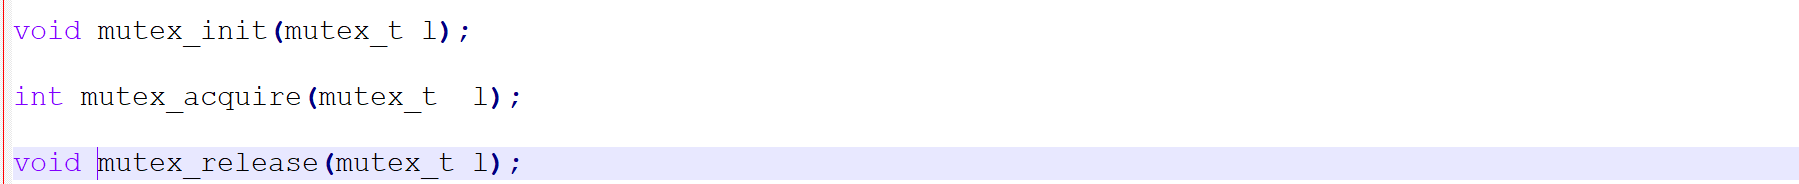 void mutex_init(mutex_t l);
int mutex_acquire(mutex_t  l);
void mutex_release(mutex_t l);